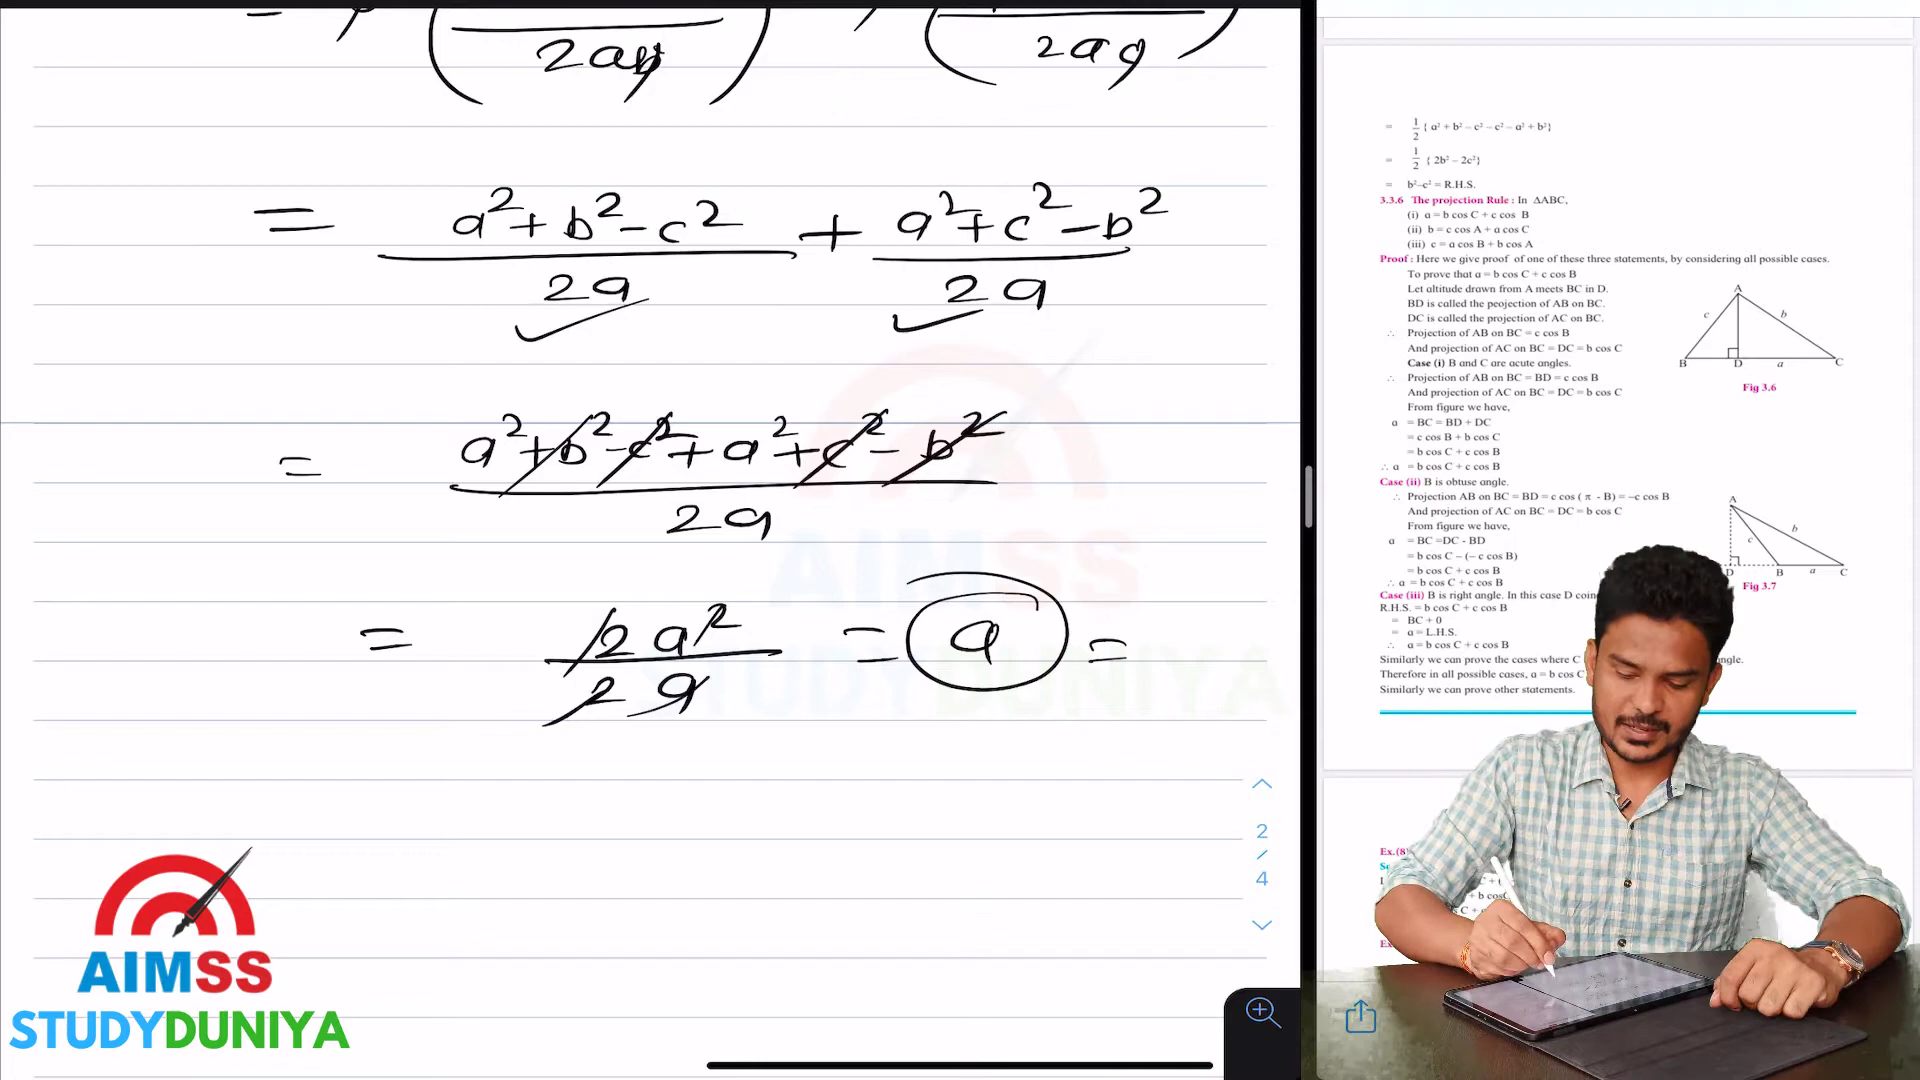 2ab
2ac
= a² + b² - c² / 2a + a² + c² - b² / 2a
= a² + b² - c² + a² + c² - b² / 2a
= 2a² / 2a = a =
AIMSS
STUDYDUNIYA
AIMSS
STUDYDUNIYA
2
/
4
= 1/2 { a² + b² – c² – c² – a² + b²}
= 1/2 { 2b² – 2c²}
= b²–c² = R.H.S.
3.3.6 The projection Rule : In ΔABC,
(i) a = b cos C + c cos B
(ii) b = c cos A + a cos C
(iii) c = a cos B + b cos A
Proof : Here we give proof of one of these three statements, by considering all possible cases.
To prove that a = b cos C + c cos B
Let altitude drawn from A meets BC in D.
BD is called the peojection of AB on BC.
DC is called the projection of AC on BC.
∴ Projection of AB on BC = c cos B
And projection of AC on BC = DC = b cos C
Case (i) B and C are acute angles.
∴ Projection of AB on BC = BD = c cos B
And projection of AC on BC = DC = b cos C
From figure we have,
a = BC = BD + DC
= c cos B + b cos C
= b cos C + c cos B
∴ a = b cos C + c cos B
A
c b
B D a C
Fig 3.6
Case (ii) B is obtuse angle.
∴ Projection AB on BC = BD = c cos ( π - B) = –c cos B
And projection of AC on BC = DC = b cos C
From figure we have,
a = BC =DC - BD
= b cos C – (– c cos B)
= b cos C + c cos B
∴ a = b cos C + c cos B
A
b
c
D B a C
Fig 3.7
Case (iii) B is right angle. In this case D
R.H.S. = b cos C + c cos B
= BC + 0
= a = L.H.S.
∴ a = b cos C + c cos B
Similarly we can prove the cases where C
Therefore in all possible cases, a = b cos C
Similarly we can prove other statements.
Ex.(8)